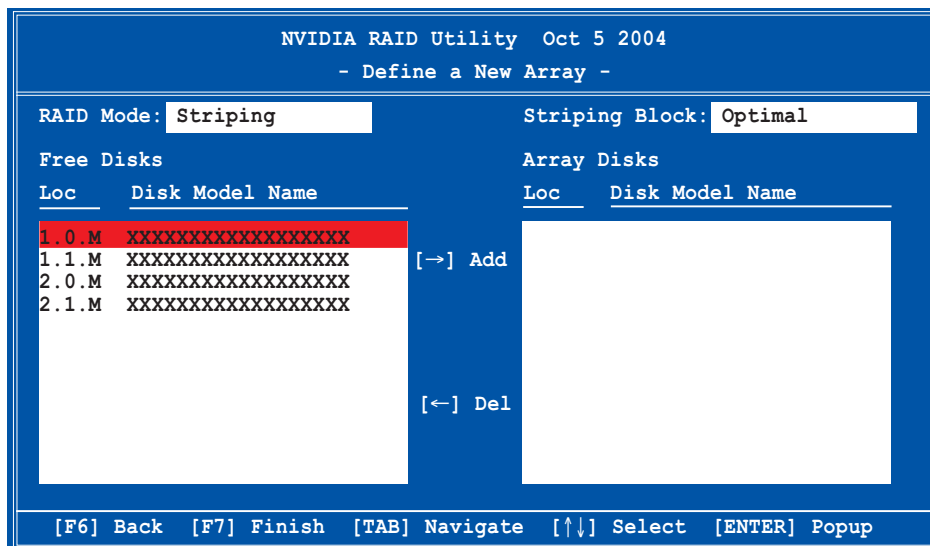 NVIDIA RAID Utility Oct 5 2004
- Define a New Array -
RAID Mode: Striping
Striping Block: Optimal
Free Disks
Array Disks
Loc Disk Model Name
Loc Disk Model Name
1.0.M XXXXXXXXXXXXXXXXXX
1.1.M XXXXXXXXXXXXXXXXXX
2.0.M XXXXXXXXXXXXXXXXXX
2.1.M XXXXXXXXXXXXXXXXXX
[→] Add
[←] Del
[F6] Back [F7] Finish [TAB] Navigate [↑↓] Select [ENTER] Popup